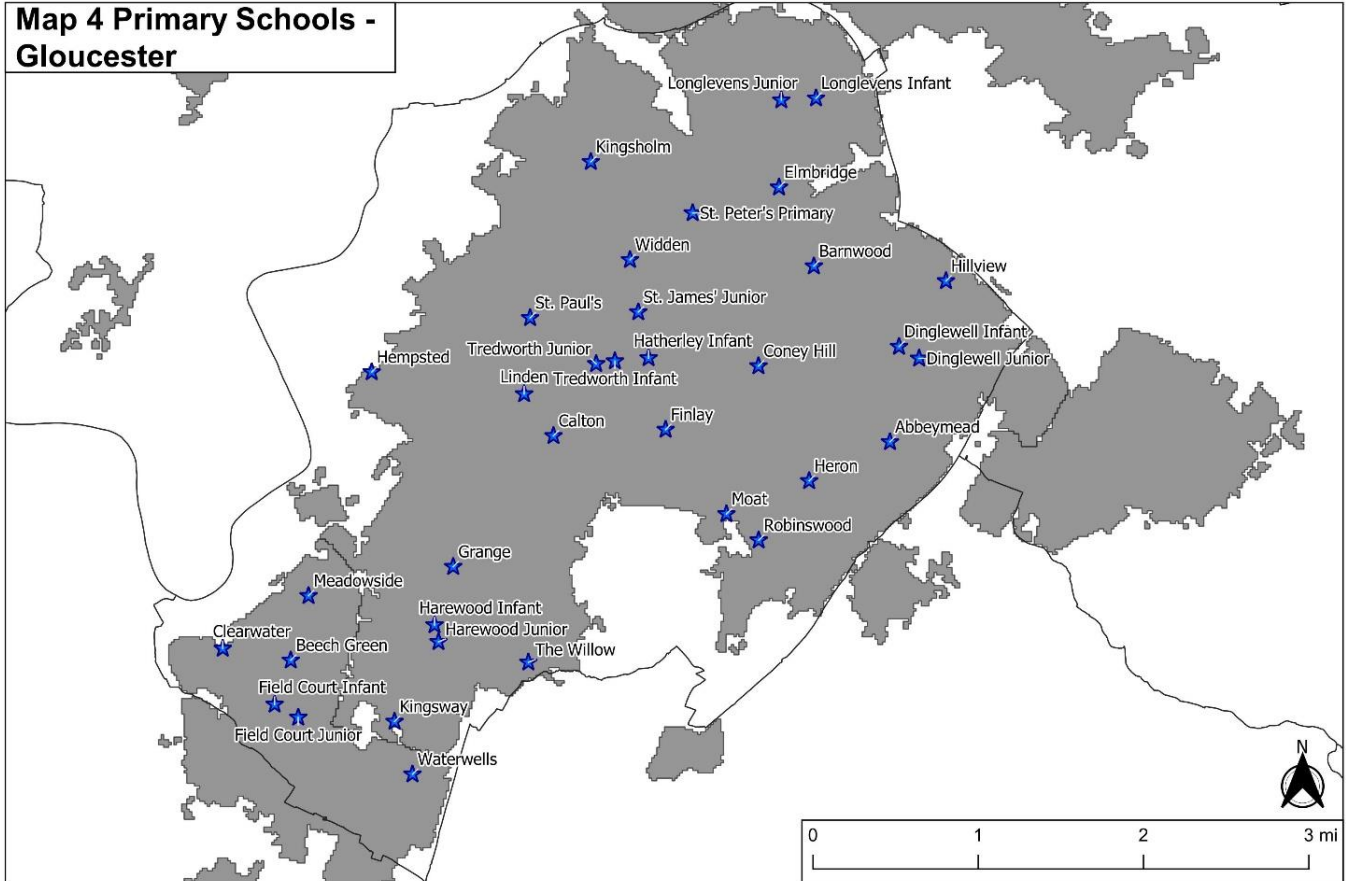 Map 4 Primary Schools -
Gloucester
Longlevens Junior
Longlevens Infant
Kingsholm
Elmbridge
St. Peter's Primary
Widden
Barnwood
Hillview
St. Paul's
St. James' Junior
Dinglewell Infant
Dinglewell Junior
Hempsted
Tredworth Junior
Hatherley Infant
Coney Hill
Linden
Tredworth Infant
Calton
Finlay
Abbeymead
Heron
Moat
Robinswood
Grange
Meadowside
Harewood Infant
Harewood Junior
Clearwater
Beech Green
The Willow
Field Court Infant
Field Court Junior
Kingsway
Waterwells
N
0 1 2 3 mi